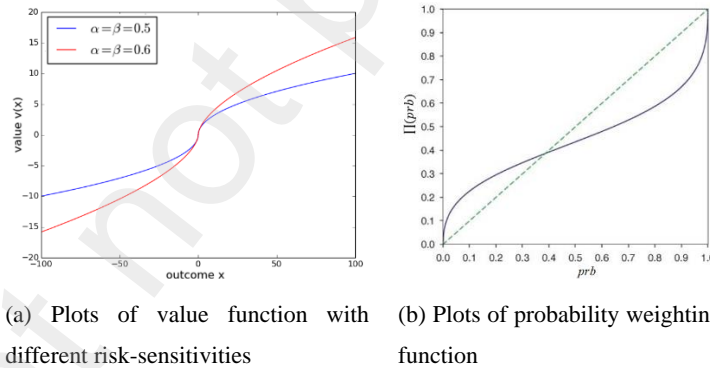 α=β=0.5
α=β=0.6
value v(x)
20
15
10
5
0
−5
−10
−15
−20
−100
−50
0
50
100
outcome x
∏(prb)
1.0
0.9
0.8
0.7
0.6
0.5
0.4
0.3
0.2
0.1
0.0
0.0 0.1 0.2 0.3 0.4 0.5 0.6 0.7 0.8 0.9 1.0
prb
(a) Plots of value function with
different risk-sensitivities
(b) Plots of probability weightin
function